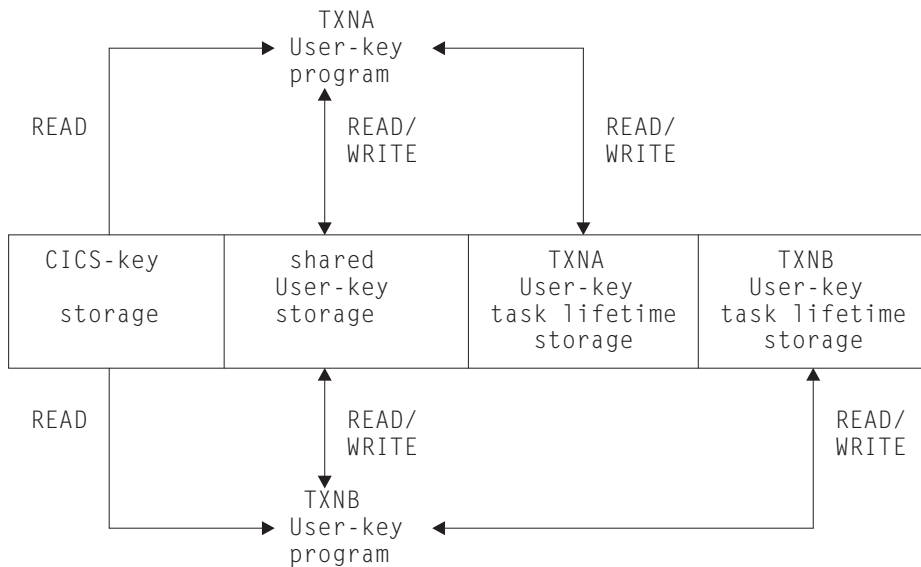 TXNA
User-key
program
READ
READ/
WRITE
READ/
WRITE
CICS-key
storage
shared
User-key
storage
TXNA
User-key
task lifetime
storage
TXNB
User-key
task lifetime
storage
READ
READ/
WRITE
READ/
WRITE
TXNB
User-key
program